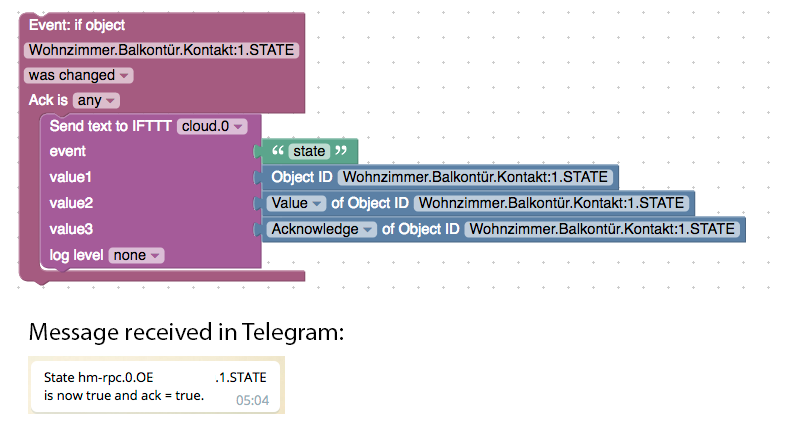 Event: if object
Wohnzimmer.Balkontür.Kontakt:1.STATE
was changed
Ack is any
Send text to IFTTT cloud.0
event “ state ”
value1 Object ID Wohnzimmer.Balkontür.Kontakt:1.STATE
value2 Value of Object ID Wohnzimmer.Balkontür.Kontakt:1.STATE
value3 Acknowledge of Object ID Wohnzimmer.Balkontür.Kontakt:1.STATE
log level none
Message received in Telegram:
State hm-rpc.0.OE .1.STATE
is now true and ack = true.
05:04